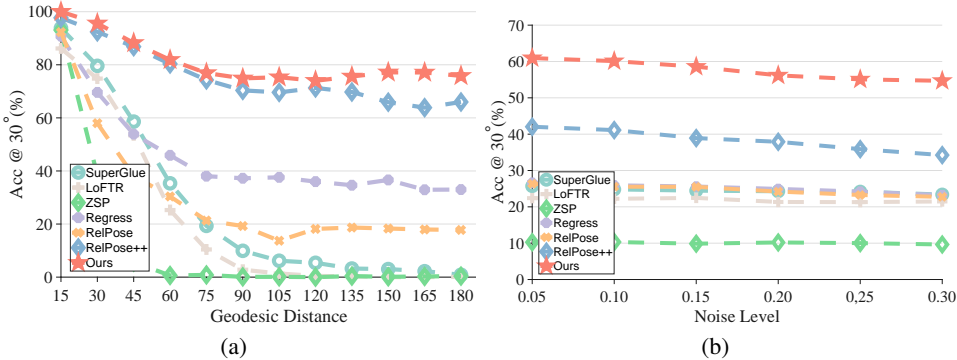 100
80
60
40
20
0
Acc @ 30°(%)
SuperGlue
LoFTR
ZSP
Regress
RelPose
RelPose++
Ours
15 30 45 60 75 90 105 120 135 150 165 180
Geodesic Distance
(a)
70
60
50
40
30
20
10
0
Acc @ 30°(%)
SuperGlue
LoFTR
ZSP
Regress
RelPose
RelPose++
Ours
0.05 0.10 0.15 0.20 0,25 0.30
Noise Level
(b)